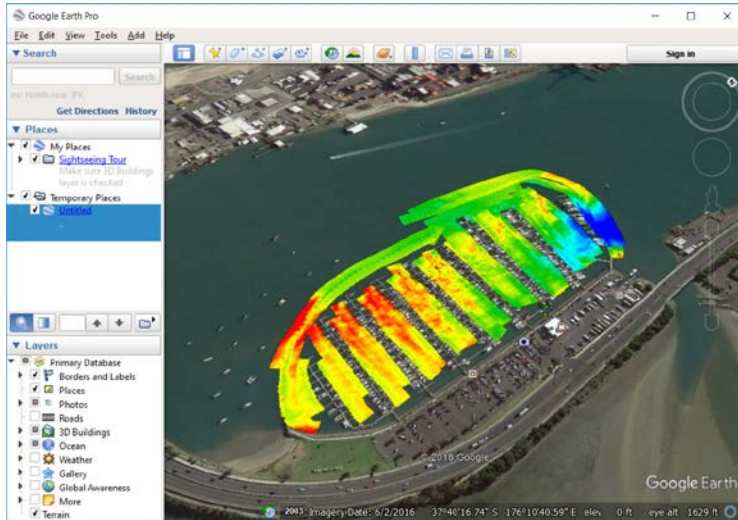 Google Earth Pro
File Edit View Tools Add Help
Search
Sign in
Search
Get Directions History
Places
My Places
Sightseeing Tour
Make sure 3D Buildings
layer is checked
Temporary Places
Untitled
Layers
Primary Database
Borders and Labels
Places
Photos
Roads
3D Buildings
Ocean
Weather
Gallery
Global Awareness
More
Terrain
© 2018 Google
Google Earth
2003 Imagery Date: 6/2/2016 37°40'16.74" S 176°10'40.59" E elev 0 ft eye alt 1629 ft